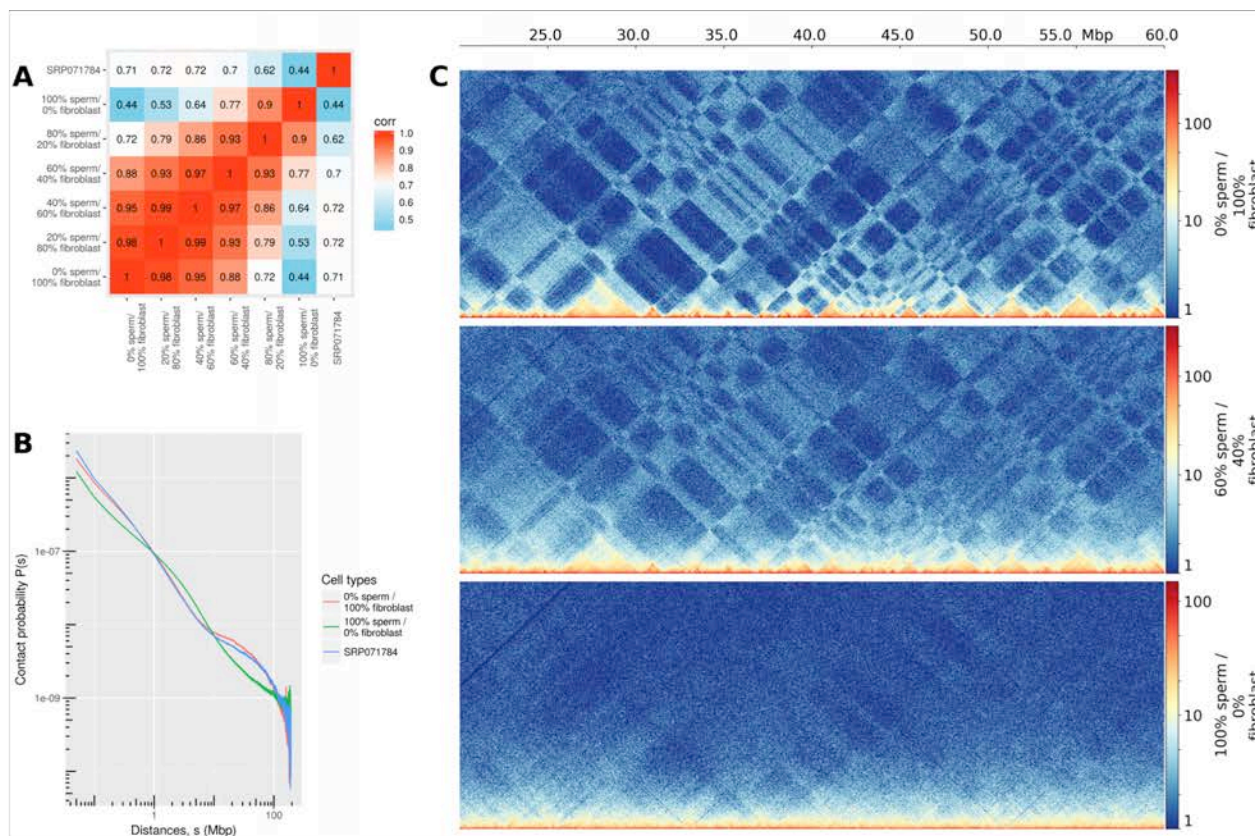 25.0 30.0 35.0 40.0 45.0 50.0 55.0 Mbp 60.0
A
SRP071784 0.71 0.72 0.72 0.7 0.62 0.44 1
100% sperm/
0% fibroblast
0.44 0.53 0.64 0.77 0.9 1 0.44
80% sperm/
20% fibroblast
0.72 0.79 0.86 0.93 1 0.9 0.62
60% sperm/
40% fibroblast
0.88 0.93 0.97 1 0.93 0.77 0.7
40% sperm/
60% fibroblast
0.95 0.99 1 0.97 0.86 0.64 0.72
20% sperm/
80% fibroblast
0.98 1 0.99 0.93 0.79 0.53 0.72
0% sperm/
100% fibroblast
1 0.98 0.95 0.88 0.72 0.44 0.71
0% sperm/
100% fibroblast
20% sperm/
80% fibroblast
40% sperm/
60% fibroblast
60% sperm/
40% fibroblast
80% sperm/
20% fibroblast
100% sperm/
0% fibroblast
SRP071784
corr
1.0
0.9
0.8
0.7
0.6
0.5
B
Contact probability P(s)
1e-07
1e-09
1 100
Distances, s (Mbp)
Cell types
0% sperm /
100% fibroblast
100% sperm /
0% fibroblast
SRP071784
C
100
10
1
0% sperm /
100%
fibroblast
100
10
1
60% sperm /
40%
fibroblast
100
10
1
100% sperm /
0%
fibroblast